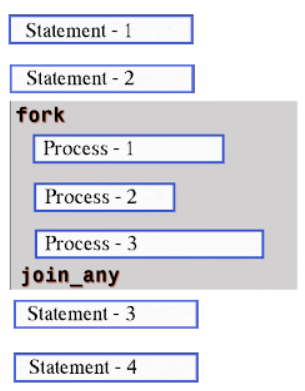 Statement - 1
Statement - 2
fork
Process - 1
Process - 2
Process - 3
join_any
Statement - 3
Statement - 4